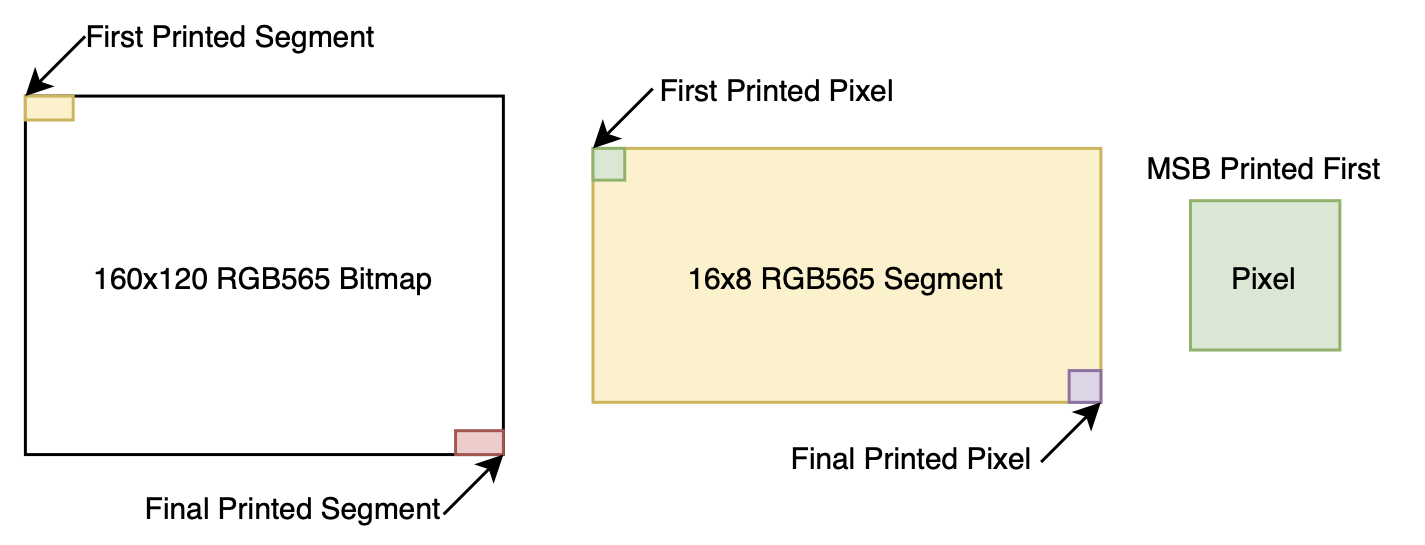 First Printed Segment
160x120 RGB565 Bitmap
Final Printed Segment
First Printed Pixel
16x8 RGB565 Segment
Final Printed Pixel
MSB Printed First
Pixel